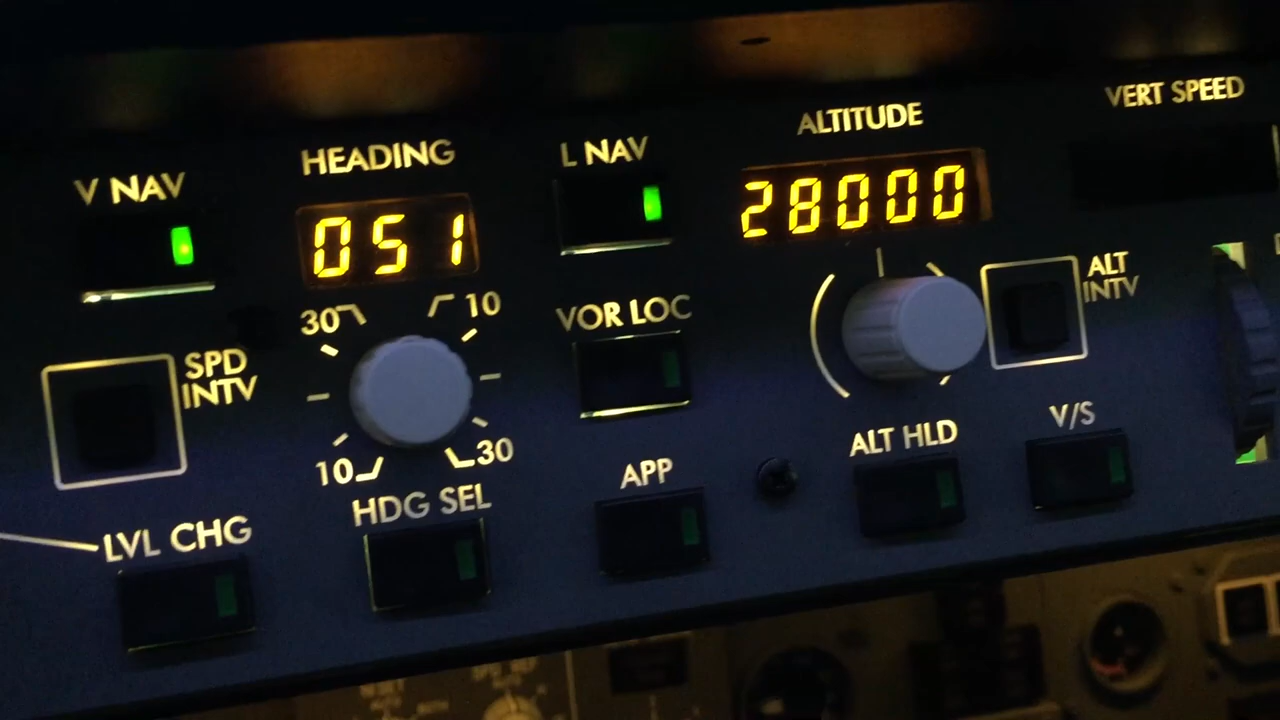 VERT SPEED
ALTITUDE
28000
L NAV
HEADING
051
V NAV
ALT
INTV
30
10
VOR LOC
SPD
INTV
10
30
V/S
ALT HLD
APP
HDG SEL
LVL CHG